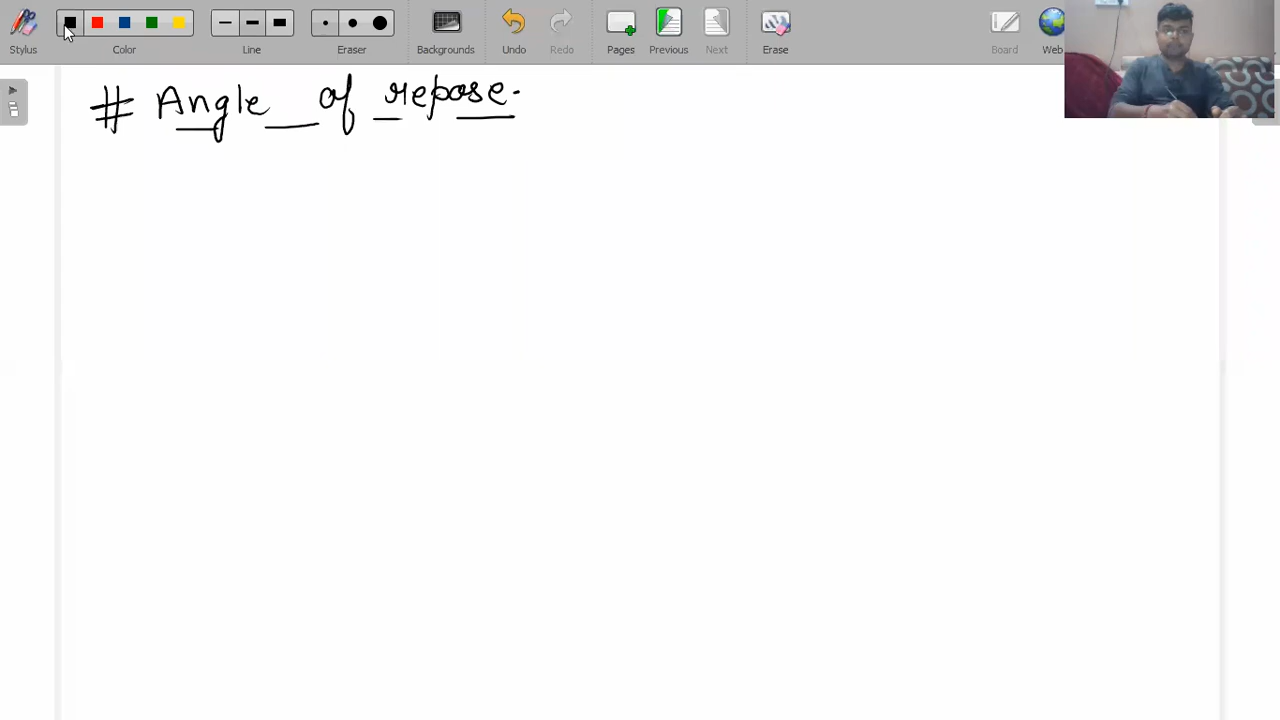 Stylus Color Line Eraser Backgrounds Undo Redo Pages Previous Next Erase Board Web
# Angle of repose.